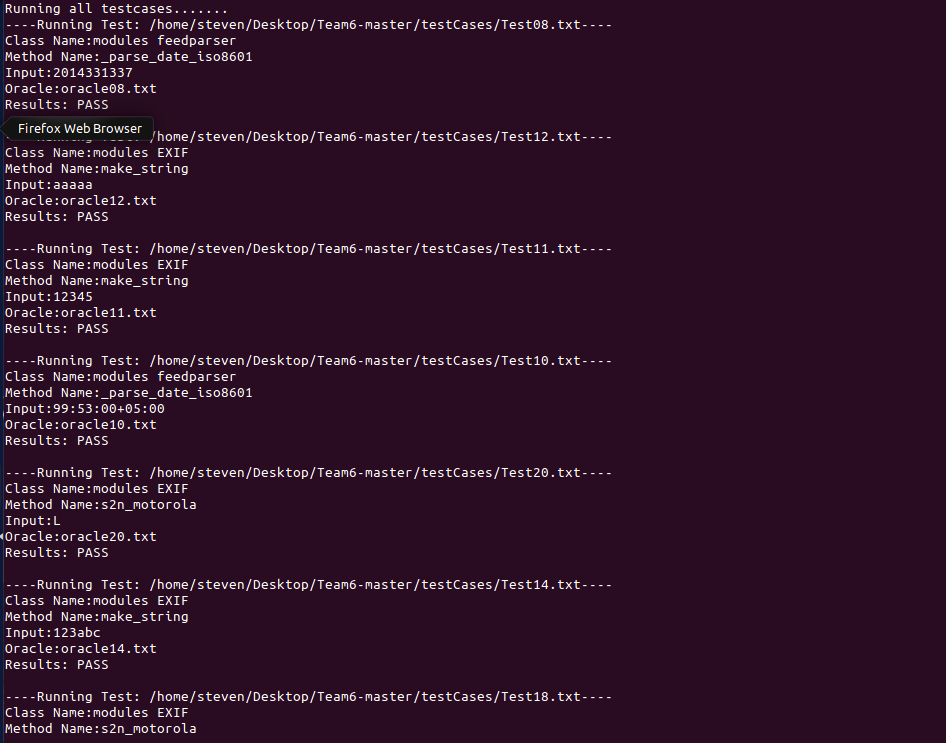 Running all testcases.......
----Running Test: /home/steven/Desktop/Team6-master/testCases/Test08.txt----
Class Name:modules feedparser
Method Name:_parse_date_iso8601
Input:2014331337
Oracle:oracle08.txt
Results: PASS
Firefox Web Browser
/home/steven/Desktop/Team6-master/testCases/Test12.txt----
Class Name:modules EXIF
Method Name:make_string
Input:aaaaa
Oracle:oracle12.txt
Results: PASS
----Running Test: /home/steven/Desktop/Team6-master/testCases/Test11.txt----
Class Name:modules EXIF
Method Name:make_string
Input:12345
Oracle:oracle11.txt
Results: PASS
----Running Test: /home/steven/Desktop/Team6-master/testCases/Test10.txt----
Class Name:modules feedparser
Method Name:_parse_date_iso8601
Input:99:53:00+05:00
Oracle:oracle10.txt
Results: PASS
----Running Test: /home/steven/Desktop/Team6-master/testCases/Test20.txt----
Class Name:modules EXIF
Method Name:s2n_motorola
Input:L
Oracle:oracle20.txt
Results: PASS
----Running Test: /home/steven/Desktop/Team6-master/testCases/Test14.txt----
Class Name:modules EXIF
Method Name:make_string
Input:123abc
Oracle:oracle14.txt
Results: PASS
----Running Test: /home/steven/Desktop/Team6-master/testCases/Test18.txt----
Class Name:modules EXIF
Method Name:s2n_motorola